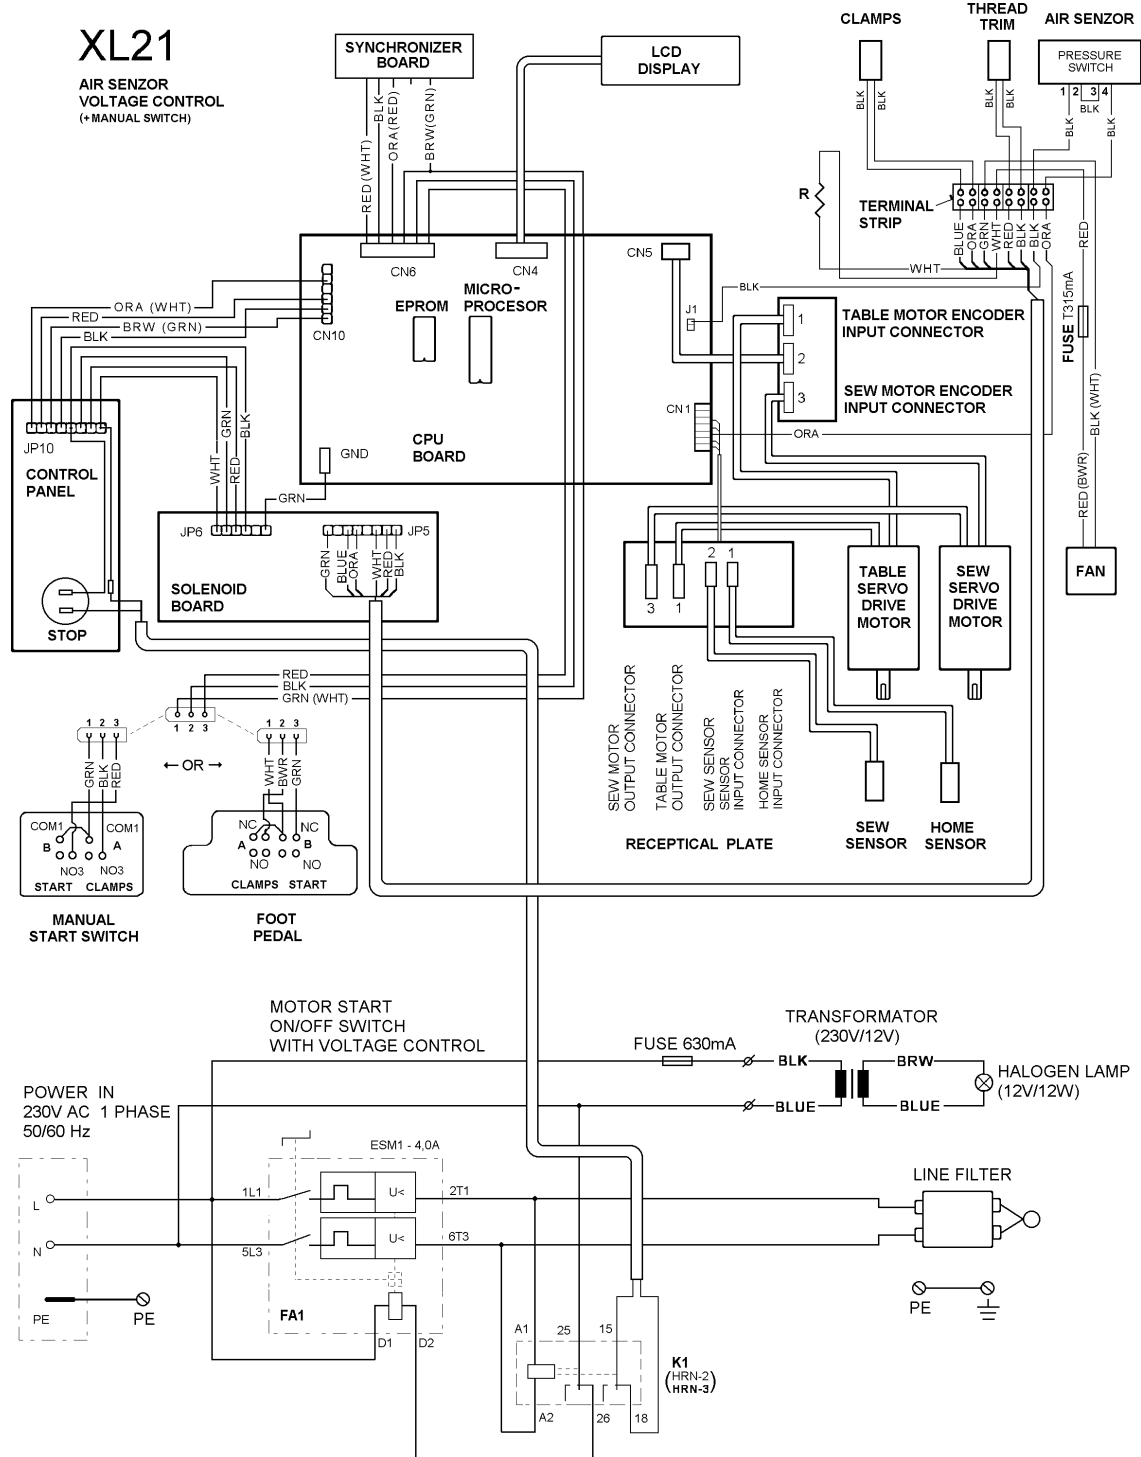 XL21
AIR SENZOR
VOLTAGE CONTROL
(+MANUAL SWITCH)
SYNCHRONIZER
BOARD
LCD
DISPLAY
CLAMPS
THREAD
TRIM
AIR SENZOR
PRESSURE
SWITCH
1 2 3 4
BLK
BLK
BLK
BLK
BLK
BLK
BLK
RED (WHT)
BLK
ORA(RED)
BRW(GRN)
R
TERMINAL
STRIP
BLUE
ORA
GRN
WHT
RED
BLK
BLK
ORA
RED
WHT
BLK
FUSE T315mA
BLK (WHT)
RED (BWR)
FAN
CN6
CN4
CN5
EPROM
MICRO-
PROCESOR
J1
CN10
CN1
CPU
BOARD
GND
ORA (WHT)
RED
BRW (GRN)
BLK
1
2
3
TABLE MOTOR ENCODER
INPUT CONNECTOR
SEW MOTOR ENCODER
INPUT CONNECTOR
ORA
JP10
CONTROL
PANEL
STOP
WHT
GRN
RED
BLK
GRN
JP6
JP5
GRN
BLUE
ORA
WHT
RED
BLK
SOLENOID
BOARD
2 1
3 1
TABLE
SERVO
DRIVE
MOTOR
SEW
SERVO
DRIVE
MOTOR
RED
BLK
GRN (WHT)
1 2 3
1 2 3
1 2 3
← OR →
GRN
BLK
RED
WHT
BWR
GRN
COM1
COM1
B
A
NO3
NO3
START CLAMPS
MANUAL
START SWITCH
NC
NC
A
B
NO
NO
CLAMPS START
FOOT
PEDAL
SEW MOTOR
OUTPUT CONNECTOR
TABLE MOTOR
OUTPUT CONNECTOR
SEW SENSOR
SENSOR
INPUT CONNECTOR
HOME SENSOR
INPUT CONNECTOR
RECEPTICAL PLATE
SEW
SENSOR
HOME
SENSOR
MOTOR START
ON/OFF SWITCH
WITH VOLTAGE CONTROL
FUSE 630mA
TRANSFORMATOR
(230V/12V)
BLK
BRW
BLUE
BLUE
HALOGEN LAMP
(12V/12W)
POWER IN
230V AC 1 PHASE
50/60 Hz
ESM1 - 4,0A
L
1L1
U<
2T1
N
5L3
U<
6T3
LINE FILTER
PE
PE
FA1
D1
D2
PE
A1
25
15
K1
(HRN-2
HRN-3)
A2
26
18